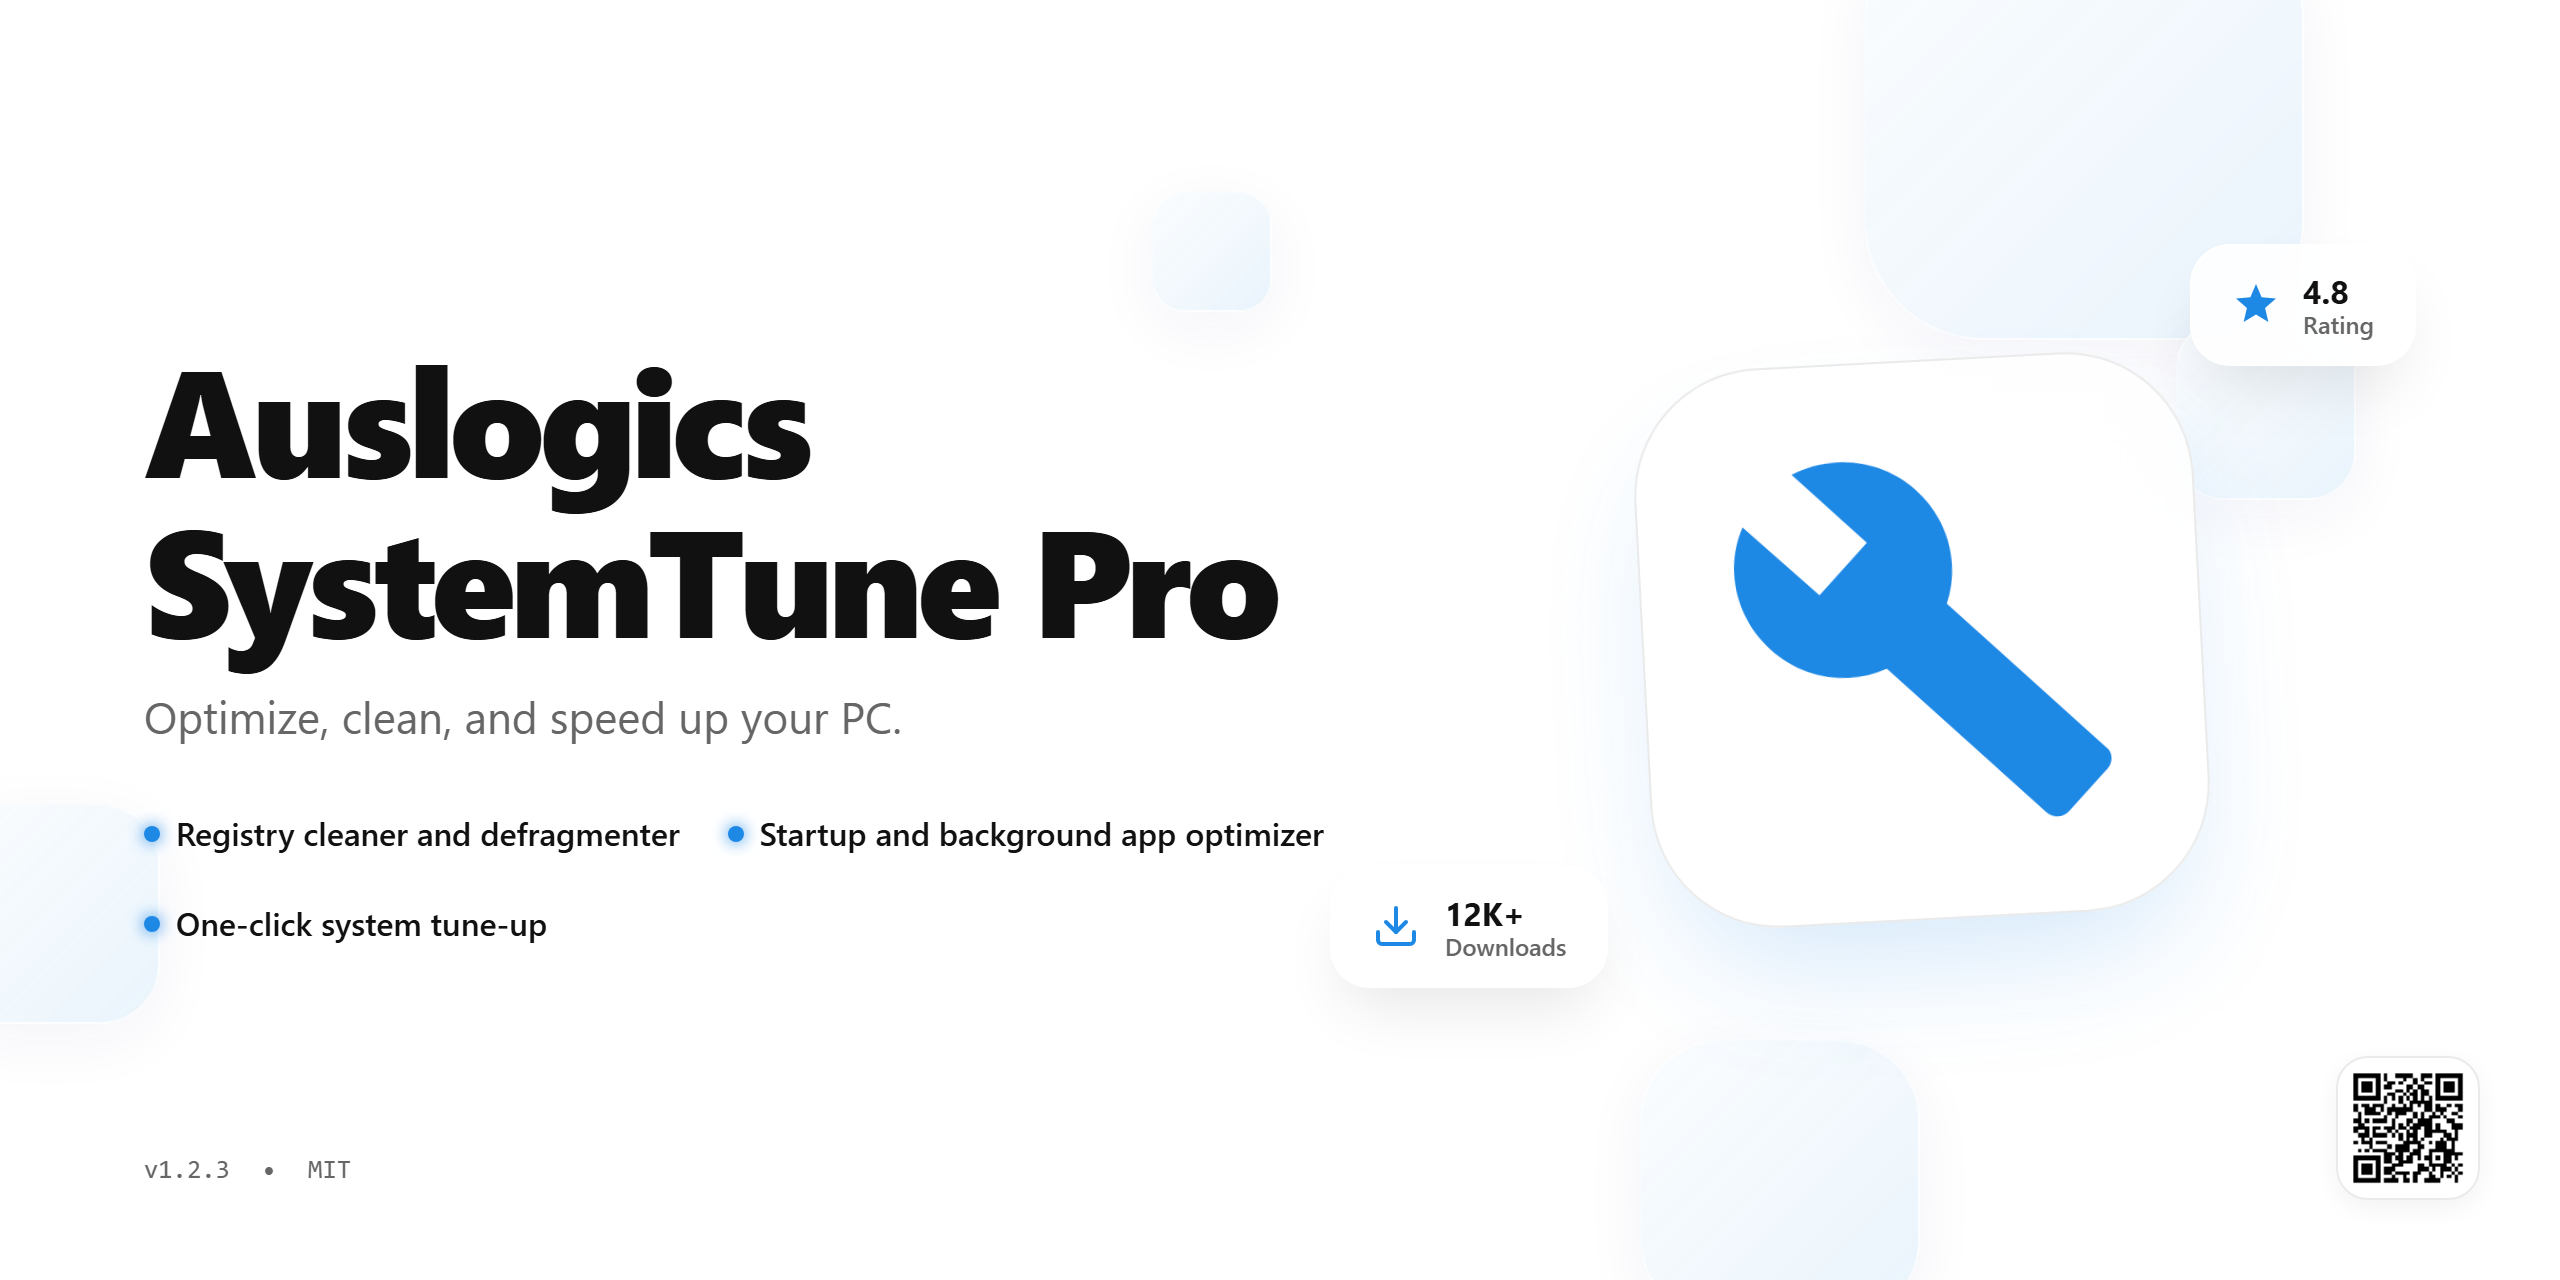 Auslogics
SystemTune Pro
Optimize, clean, and speed up your PC.
Registry cleaner and defragmenter
Startup and background app optimizer
One-click system tune-up
4.8
Rating
12K+
Downloads
v1.2.3 • MIT